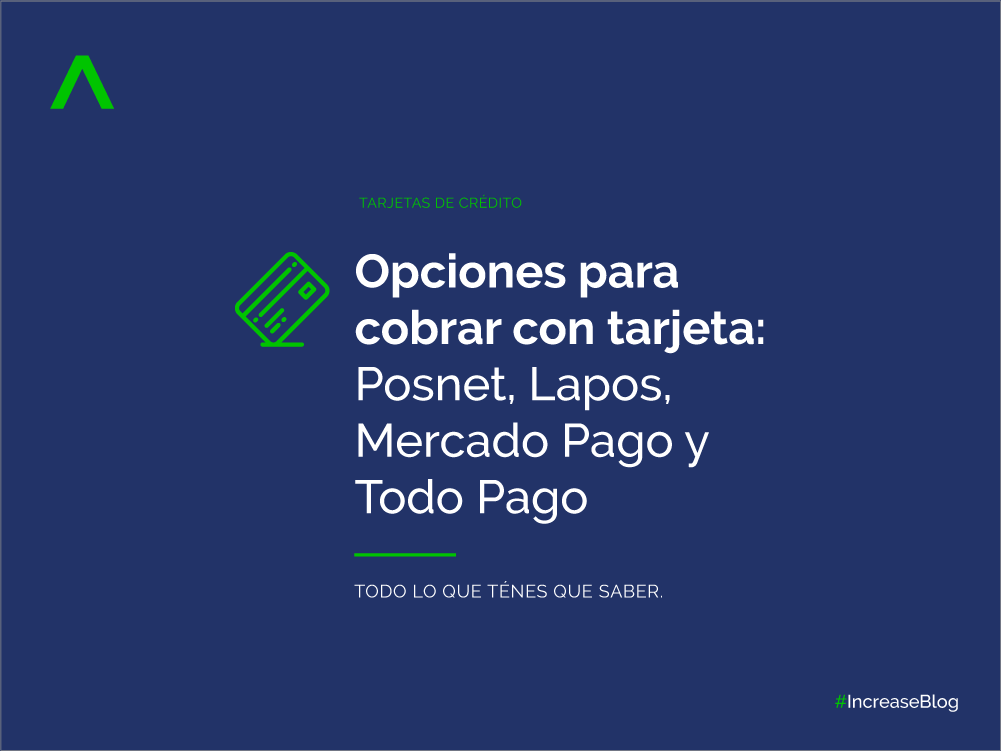 TARJETAS DE CRÉDITO
Opciones para
cobrar con tarjeta:
Posnet, Lapos,
Mercado Pago y
Todo Pago
TODO LO QUE TÉNES QUE SABER.
#IncreaseBlog